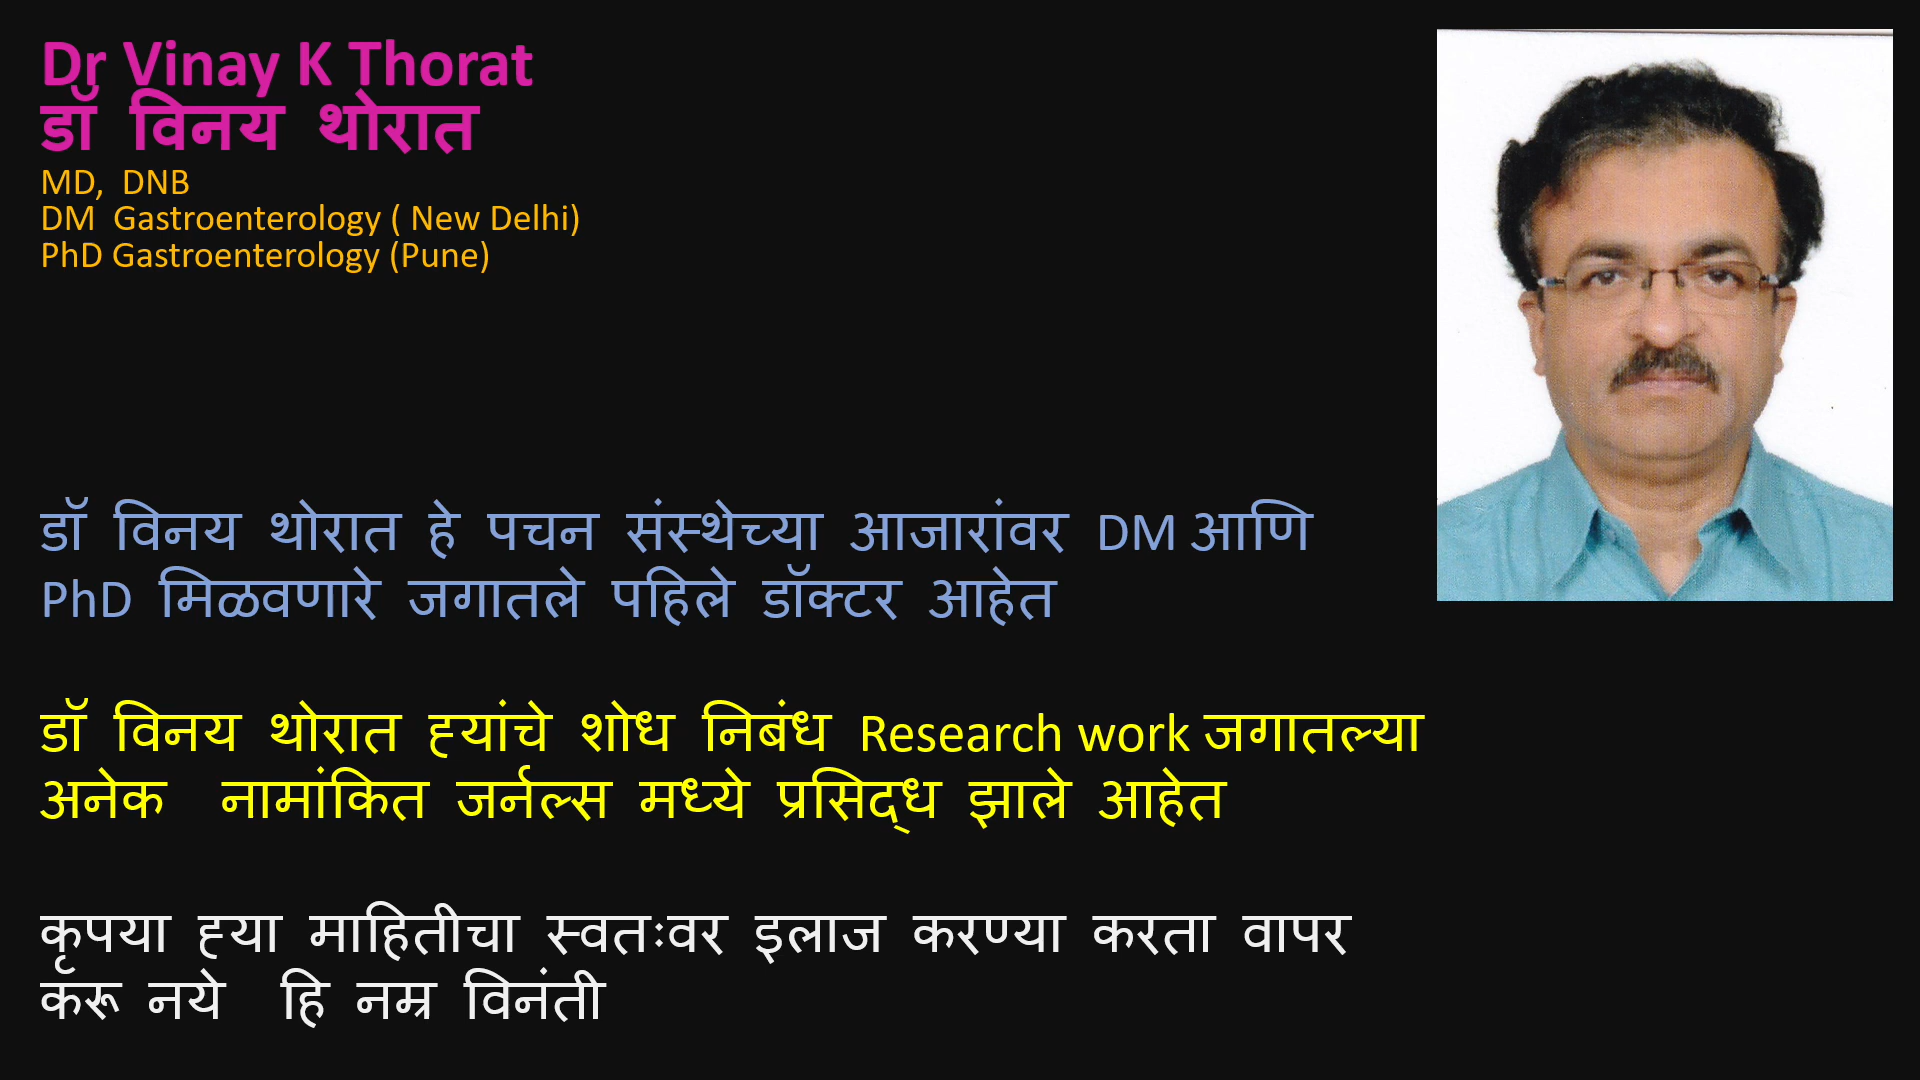 Dr Vinay K Thorat
डॉ विनय थोरात
MD, DNB
DM Gastroenterology ( New Delhi)
PhD Gastroenterology (Pune)
डॉ विनय थोरात हे पचन संस्थेच्या आजारांवर DM आणि
PhD मिळवणारे जगातले पहिले डॉक्टर आहेत
डॉ विनय थोरात ह्यांचे शोध निबंध Research work जगातल्या
अनेक नामांकित जर्नल्स मध्ये प्रसिद्ध झाले आहेत
कृपया ह्या माहितीचा स्वतःवर इलाज करण्या करता वापर
करू नये हि नम्र विनंती